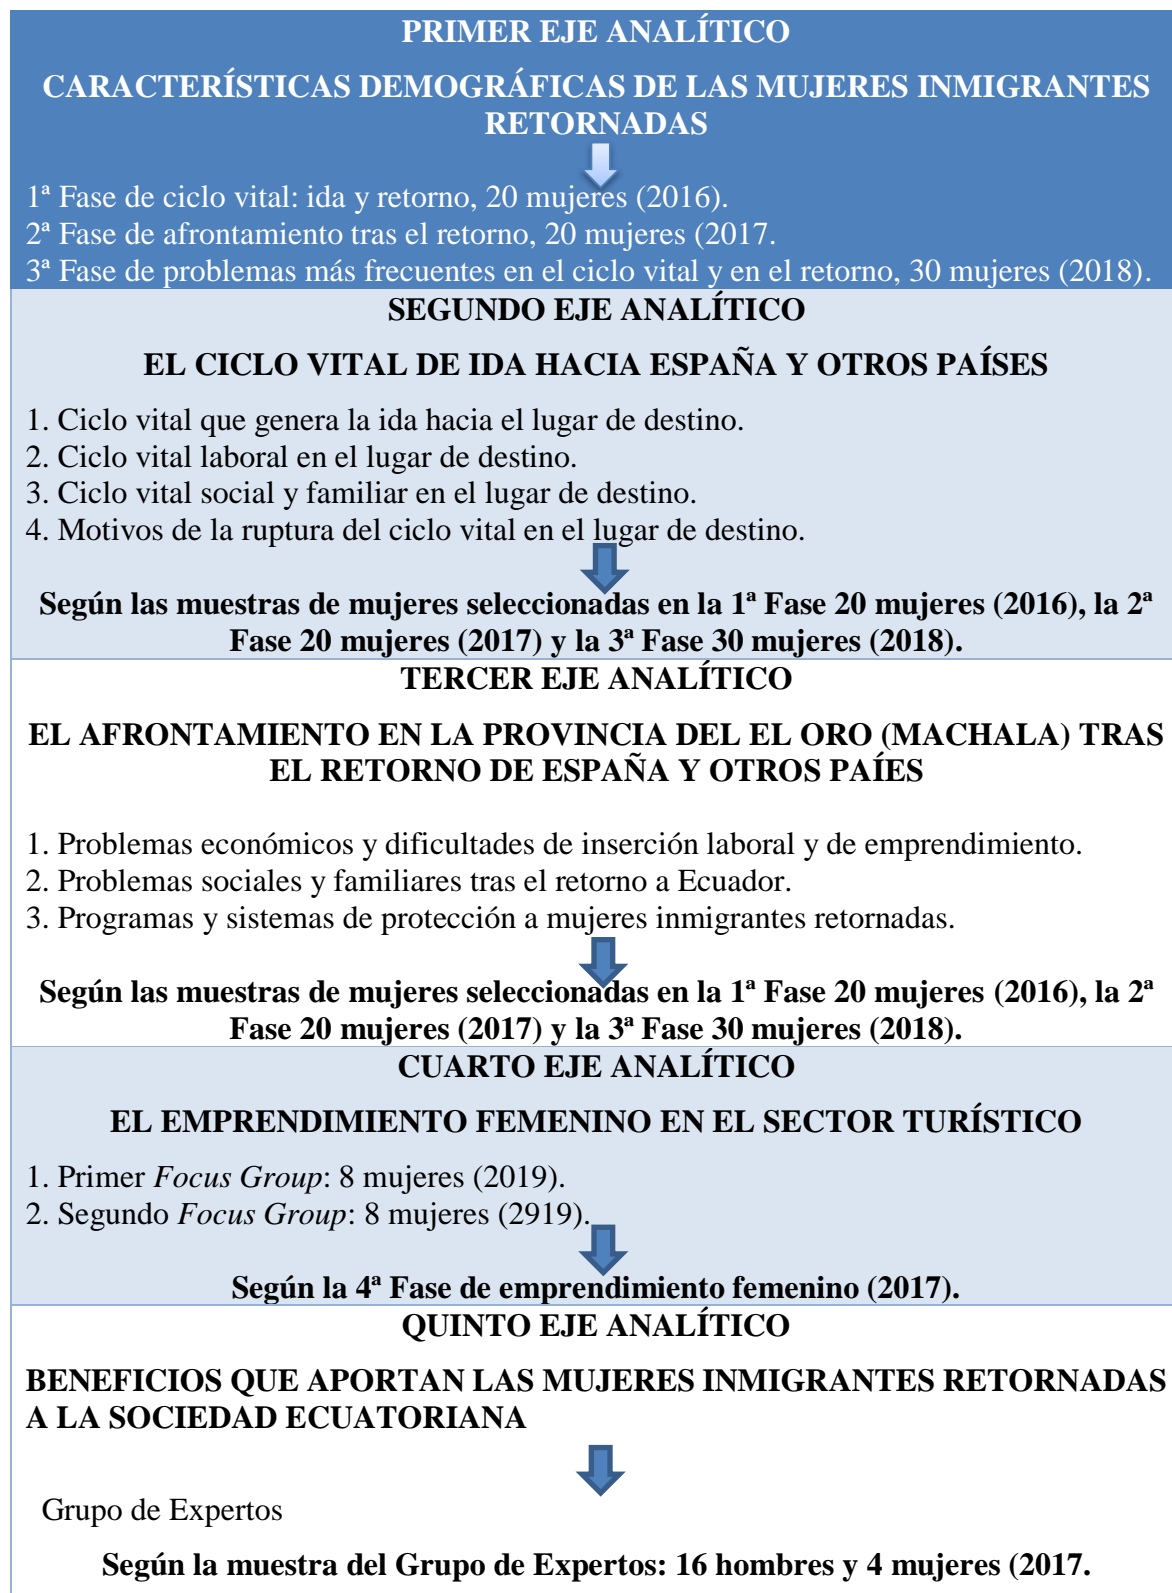 PRIMER EJE ANALÍTICO
CARACTERÍSTICAS DEMOGRÁFICAS DE LAS MUJERES INMIGRANTES
RETORNADAS
1ª Fase de ciclo vital: ida y retorno, 20 mujeres (2016).
2ª Fase de afrontamiento tras el retorno, 20 mujeres (2017.
3ª Fase de problemas más frecuentes en el ciclo vital y en el retorno, 30 mujeres (2018).
SEGUNDO EJE ANALÍTICO
EL CICLO VITAL DE IDA HACIA ESPAÑA Y OTROS PAÍSES
1. Ciclo vital que genera la ida hacia el lugar de destino.
2. Ciclo vital laboral en el lugar de destino.
3. Ciclo vital social y familiar en el lugar de destino.
4. Motivos de la ruptura del ciclo vital en el lugar de destino.
Según las muestras de mujeres seleccionadas en la 1ª Fase 20 mujeres (2016), la 2ª
Fase 20 mujeres (2017) y la 3ª Fase 30 mujeres (2018).
TERCER EJE ANALÍTICO
EL AFRONTAMIENTO EN LA PROVINCIA DEL EL ORO (MACHALA) TRAS
EL RETORNO DE ESPAÑA Y OTROS PAÍES
1. Problemas económicos y dificultades de inserción laboral y de emprendimiento.
2. Problemas sociales y familiares tras el retorno a Ecuador.
3. Programas y sistemas de protección a mujeres inmigrantes retornadas.
Según las muestras de mujeres seleccionadas en la 1ª Fase 20 mujeres (2016), la 2ª
Fase 20 mujeres (2017) y la 3ª Fase 30 mujeres (2018).
CUARTO EJE ANALÍTICO
EL EMPRENDIMIENTO FEMENINO EN EL SECTOR TURÍSTICO
1. Primer Focus Group: 8 mujeres (2019).
2. Segundo Focus Group: 8 mujeres (2919).
Según la 4ª Fase de emprendimiento femenino (2017).
QUINTO EJE ANALÍTICO
BENEFICIOS QUE APORTAN LAS MUJERES INMIGRANTES RETORNADAS
A LA SOCIEDAD ECUATORIANA
Grupo de Expertos
Según la muestra del Grupo de Expertos: 16 hombres y 4 mujeres (2017.